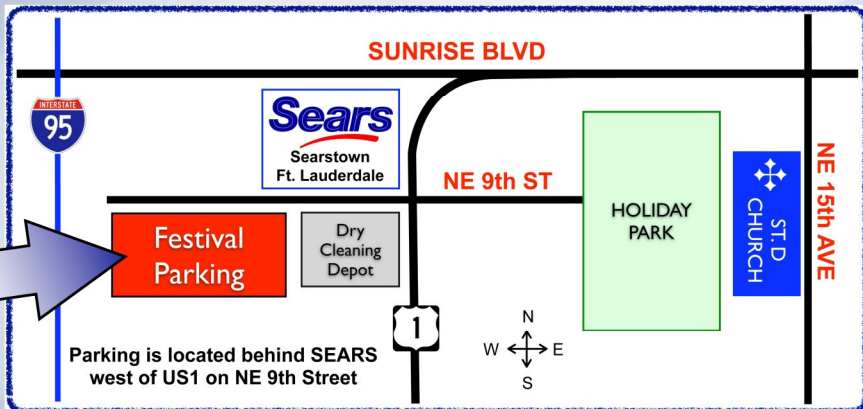 SUNRISE BLVD
INTERSTATE
95
Sears
Searstown
Ft. Lauderdale
NE 9th ST
NE 15th AVE
Festival
Parking
Dry
Cleaning
Depot
HOLIDAY
PARK
ST.D
CHURCH
1
N
W E
S
Parking is located behind SEARS
west of US1 on NE 9th Street